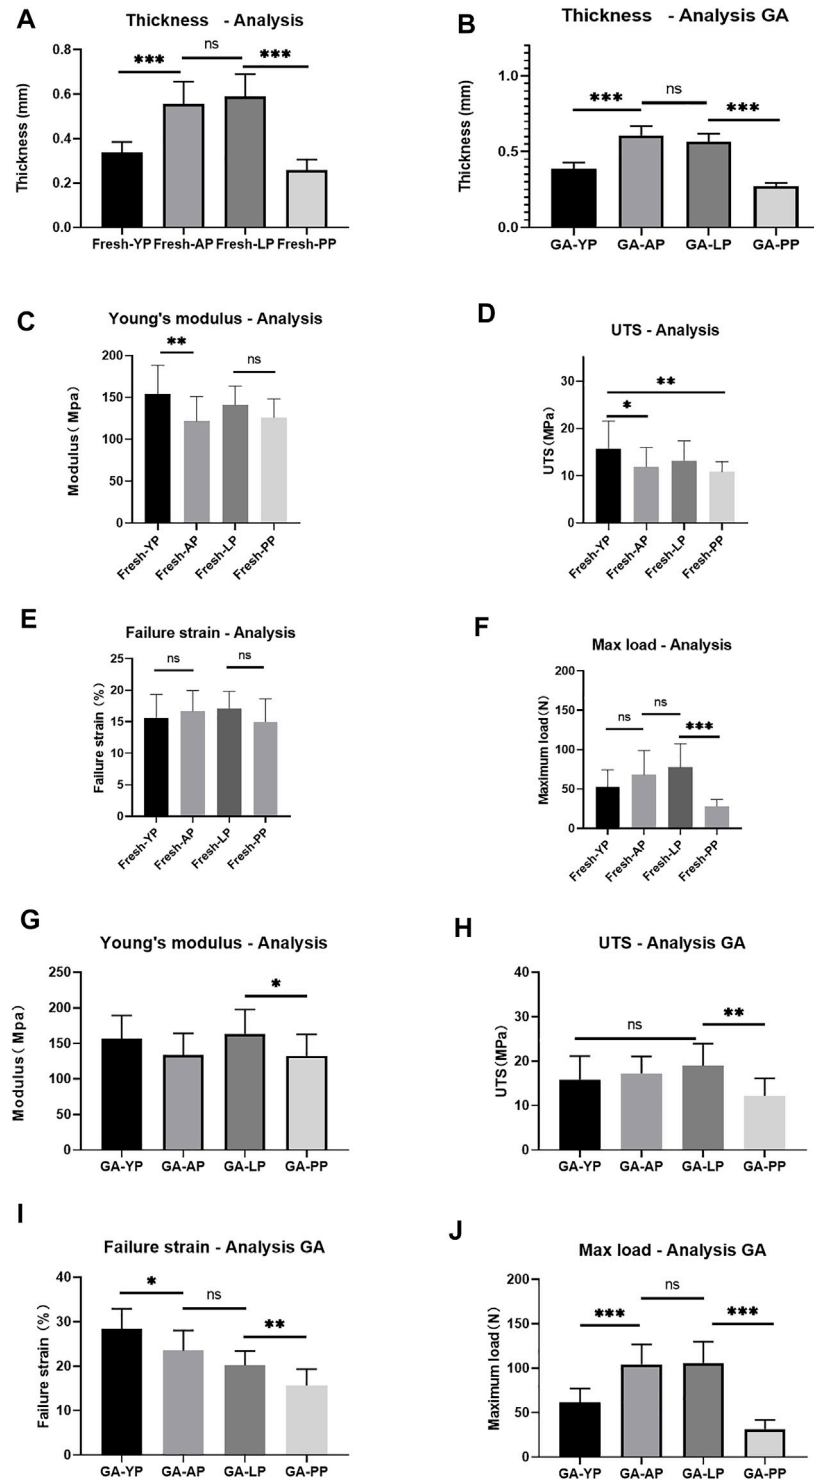 A
Thickness - Analysis
ns
***
***
Thickness (mm)
0.8
0.6
0.4
0.2
0.0
Fresh-YP Fresh-AP Fresh-LP Fresh-PP
B
Thickness - Analysis GA
ns
***
***
Thickness (mm)
1.0
0.5
0.0
GA-YP GA-AP GA-LP GA-PP
C
Young's modulus - Analysis
**
ns
Modulus( Mpa)
200
150
100
50
0
Fresh-YP
Fresh-AP
Fresh-LP
Fresh-PP
D
UTS - Analysis
**
*
UTS(MPa)
30
20
10
0
Fresh-YP
Fresh-AP
Fresh-LP
Fresh-PP
E
Failure strain - Analysis
ns
ns
Failure strain (%)
25
20
15
10
5
0
Fresh-YP
Fresh-AP
Fresh-LP
Fresh-PP
F
Max load - Analysis
ns
ns
***
Maximum load(N)
200
150
100
50
0
Fresh-YP
Fresh-AP
Fresh-LP
Fresh-PP
G
Young's modulus - Analysis
*
Modulus( Mpa)
250
200
150
100
50
0
GA-YP GA-AP GA-LP GA-PP
H
UTS - Analysis GA
ns
**
UTS(MPa)
40
30
20
10
0
GA-YP GA-AP GA-LP GA-PP
I
Failure strain - Analysis GA
*
ns
**
Failure strain (%)
40
30
20
10
0
GA-YP GA-AP GA-LP GA-PP
J
Max load - Analysis GA
ns
***
***
Maximum load(N)
200
150
100
50
0
GA-YP GA-AP GA-LP GA-PP